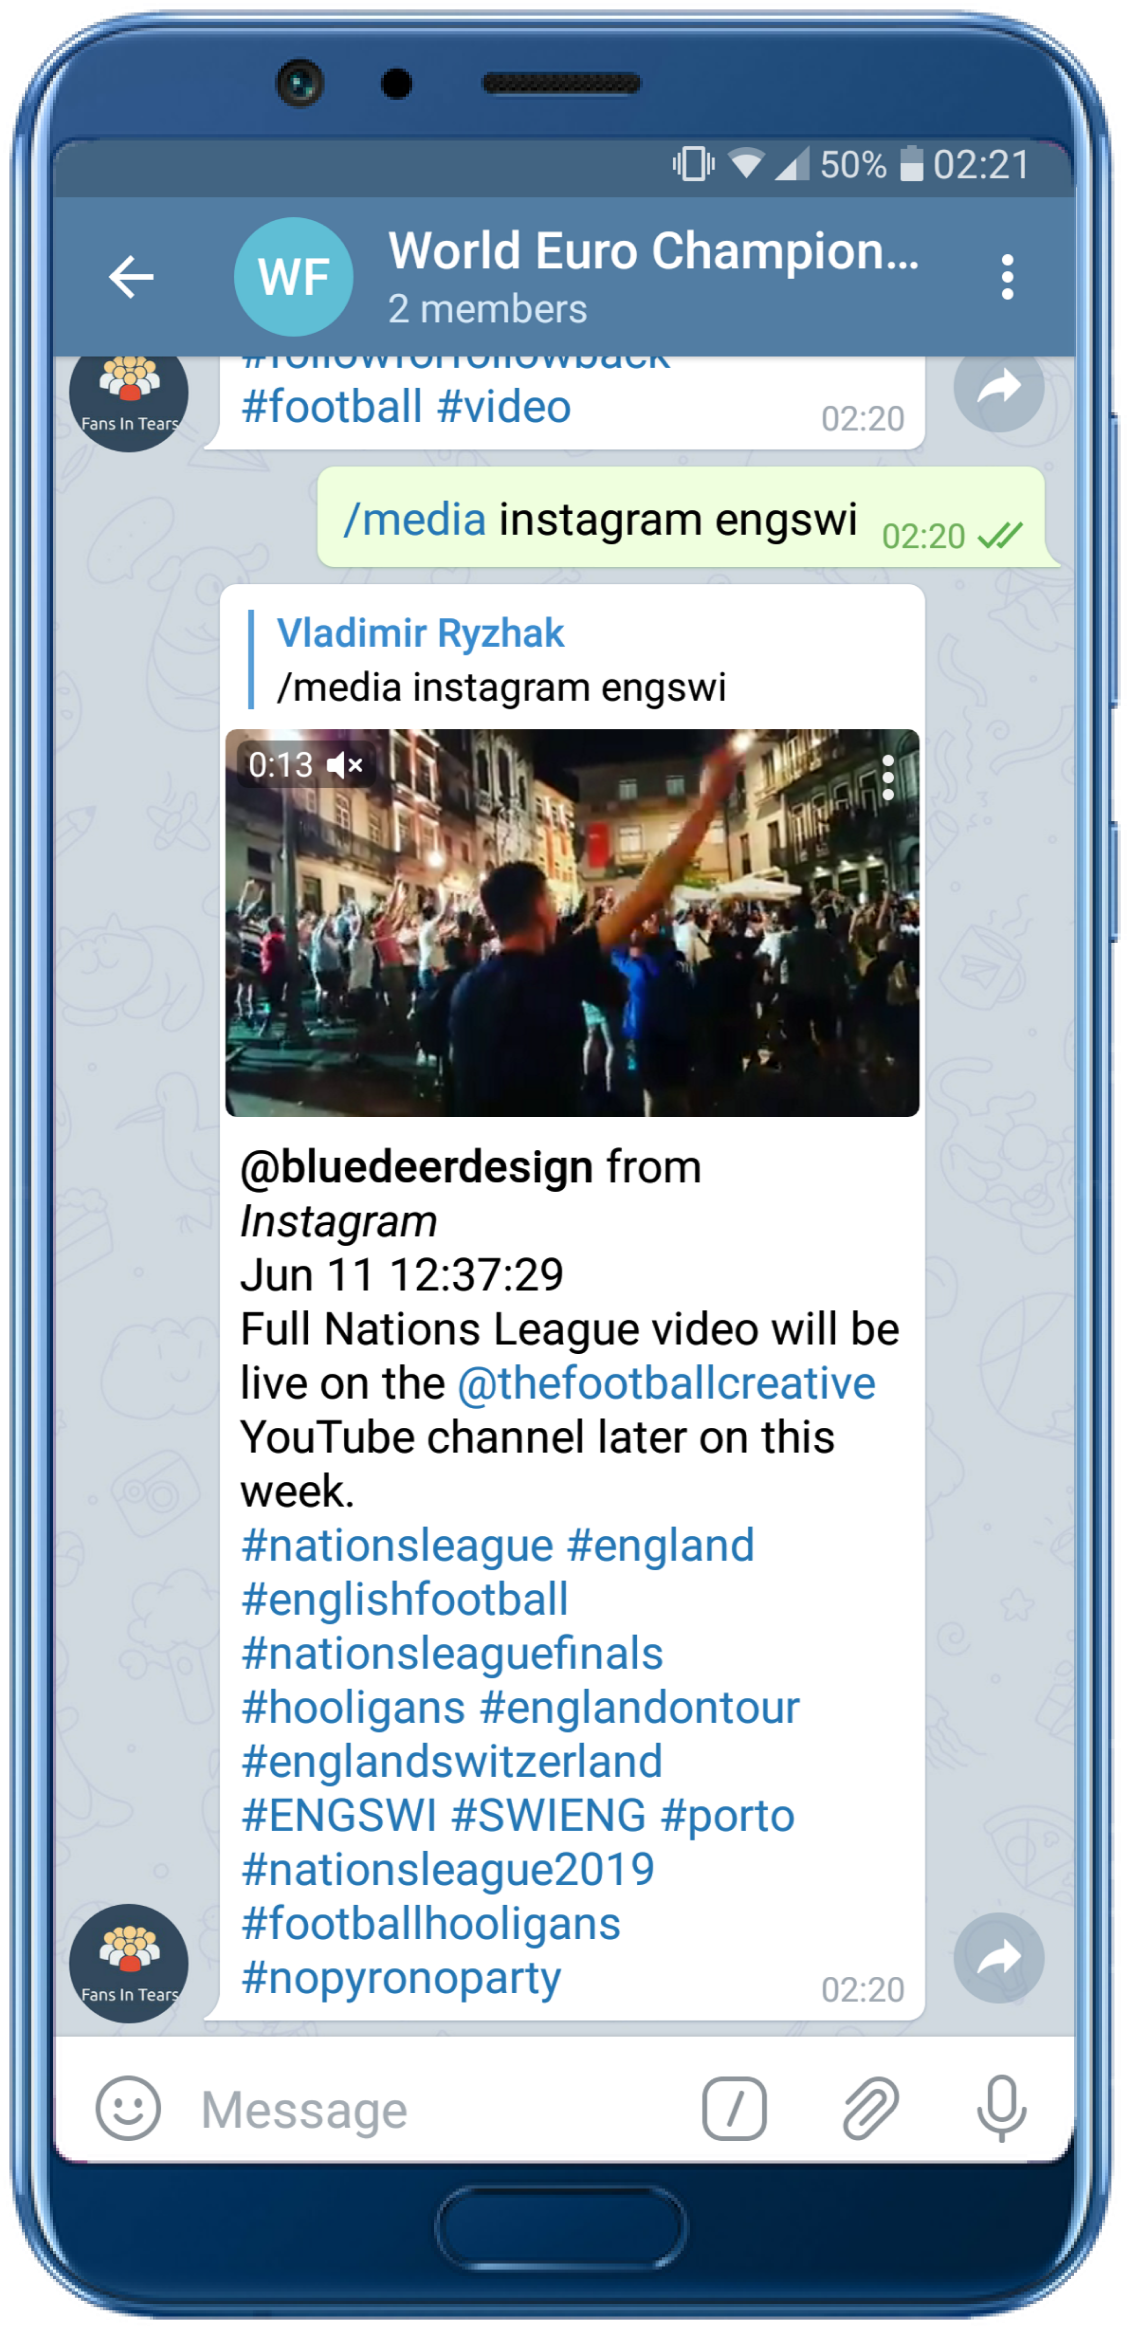 50% 02:21
WF World Euro Champion...
2 members
#followforfollowback
#football #video 02:20
Fans In Tears
/media instagram engswi 02:20
Vladimir Ryzhak
/media instagram engswi
0:13
@bluedeerdesign from
Instagram
Jun 11 12:37:29
Full Nations League video will be
live on the @thefootballcreative
YouTube channel later on this
week.
#nationsleague #england
#englishfootball
#nationsleaguefinals
#hooligans #englandontour
#englandswitzerland
#ENGSWI #SWIENG #porto
#nationsleague2019
#footballhooligans
#nopyronoparty 02:20
Fans In Tears
Message